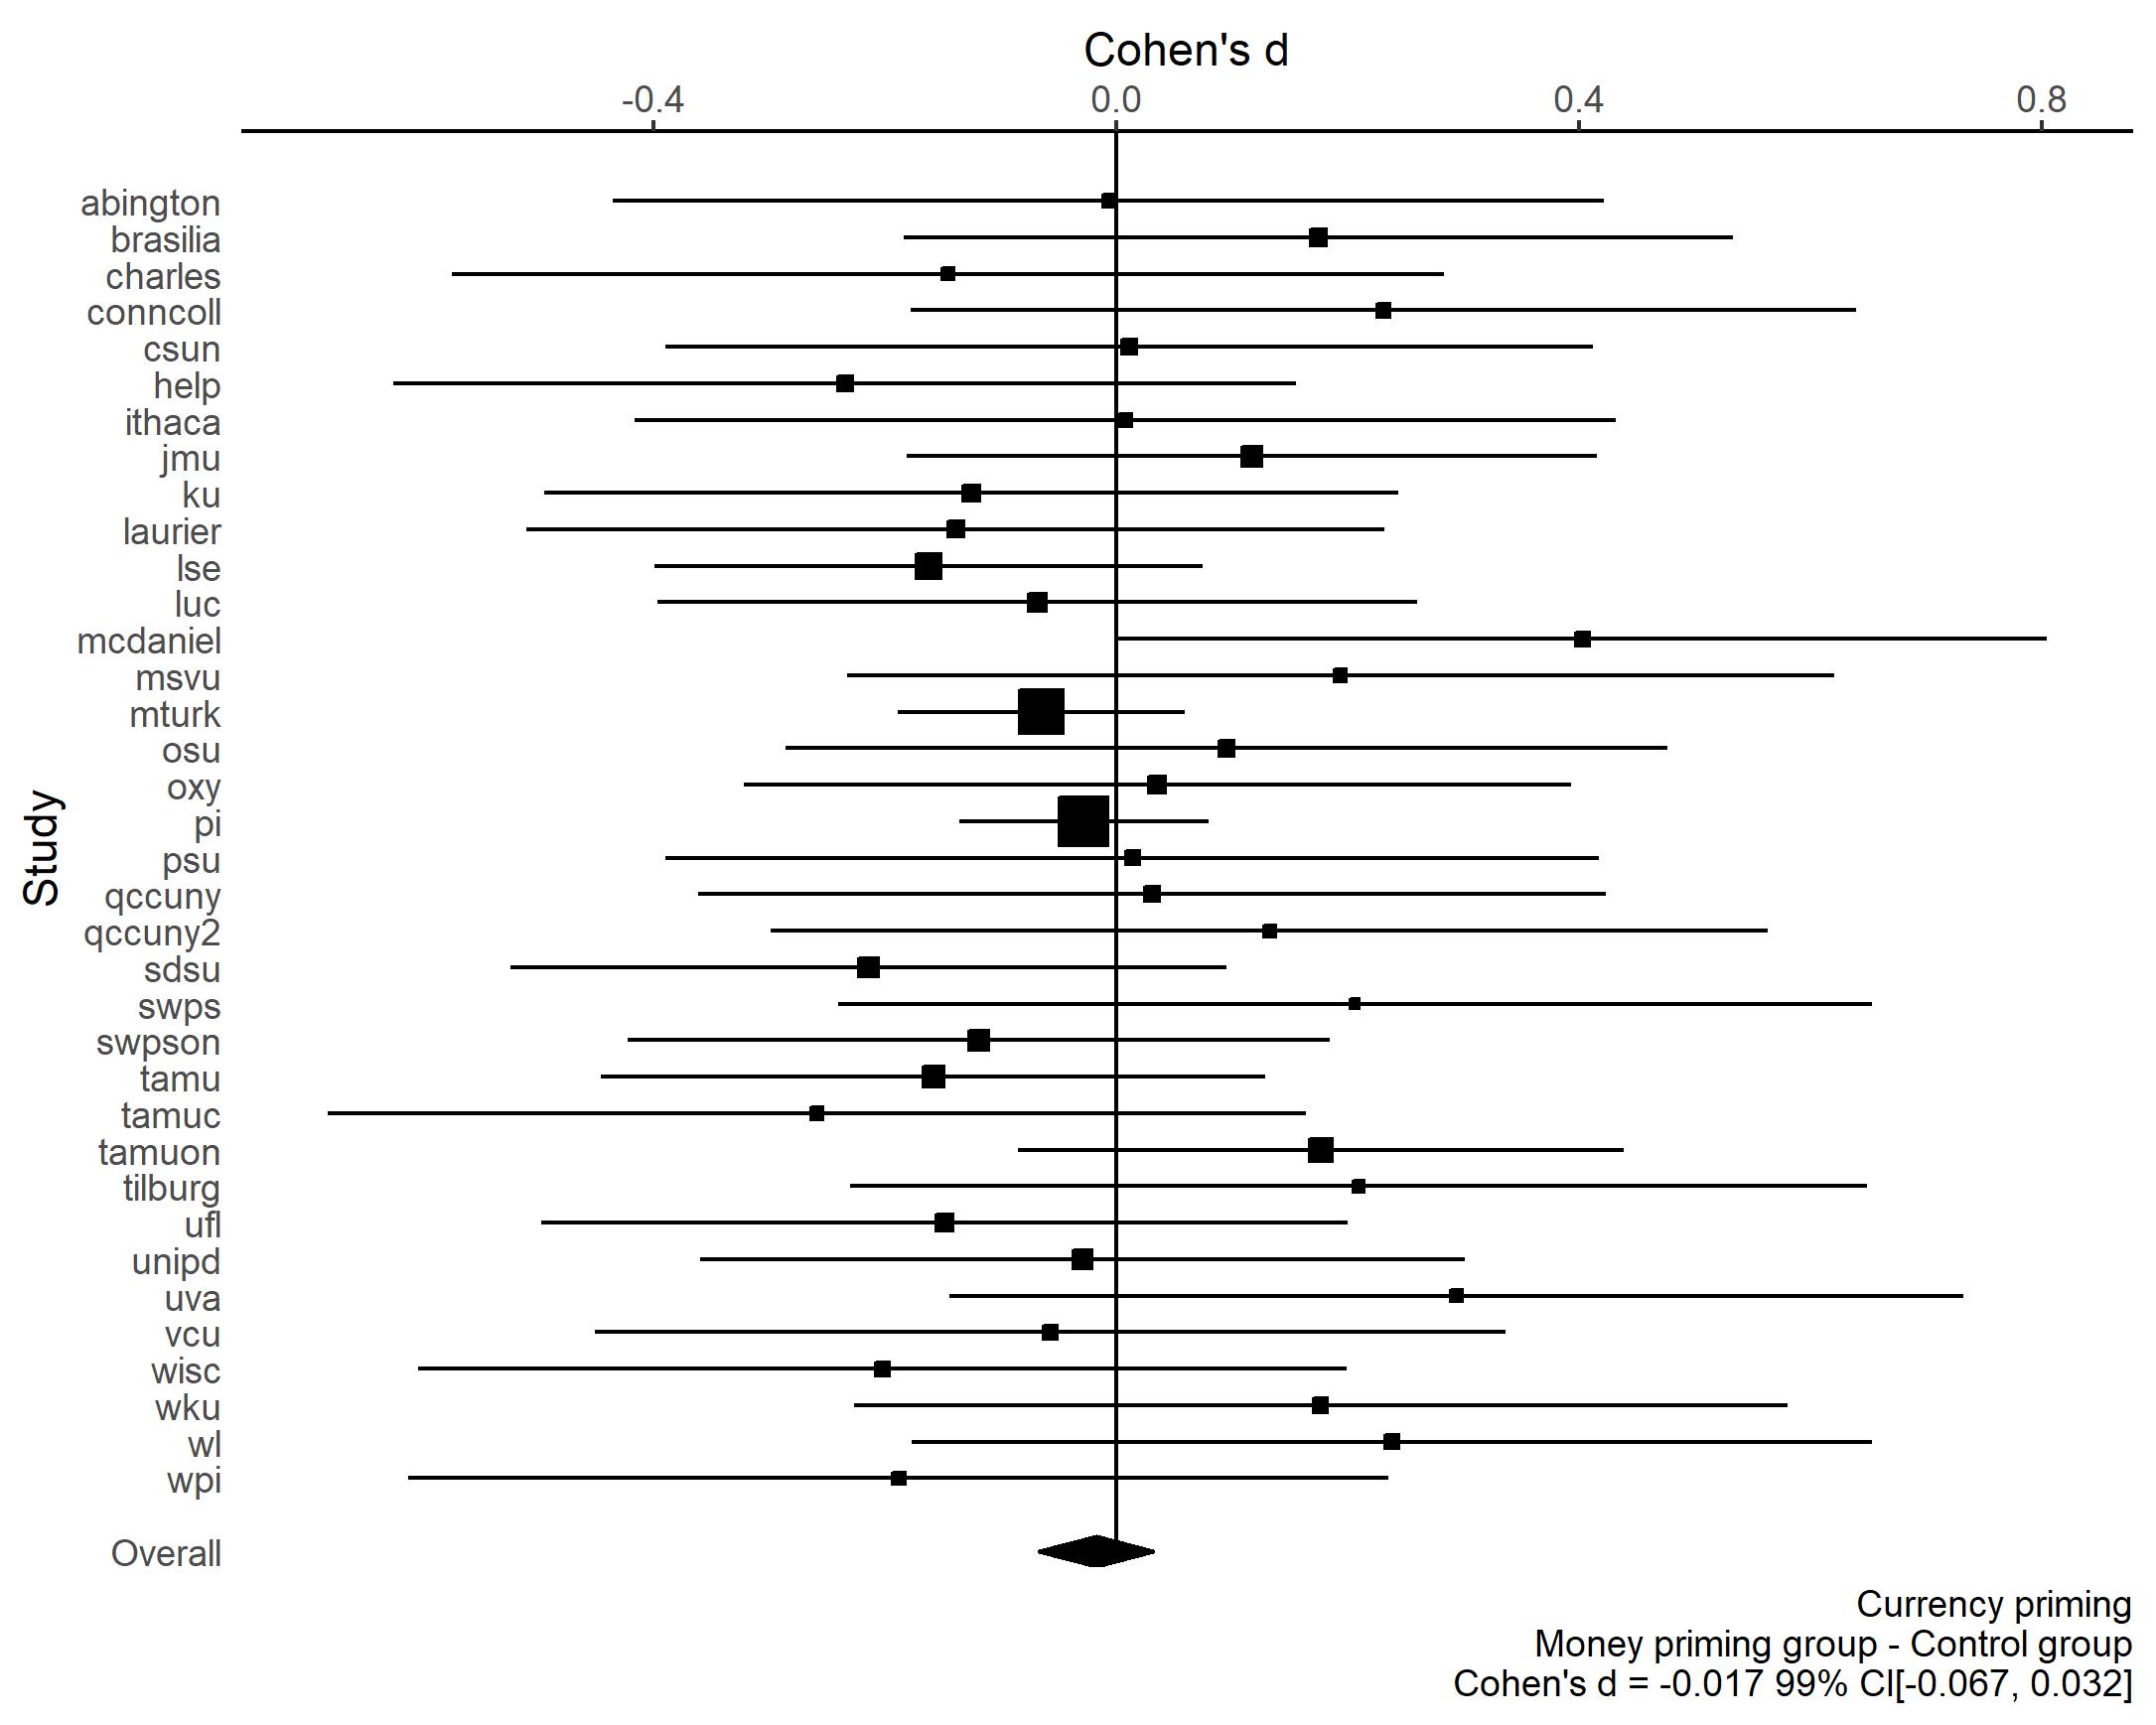 Cohen's d
-0.4 0.0 0.4 0.8
abington
brasilia
charles
conncoll
csun
help
ithaca
jmu
ku
laurier
lse
luc
mcdaniel
msvu
mturk
osu
oxy
pi
psu
qccuny
qccuny2
sdsu
swps
swpson
tamu
tamuc
tamuon
tilburg
ufl
unipd
uva
vcu
wisc
wku
wl
wpi
Overall
Study
Currency priming
Money priming group - Control group
Cohen's d = -0.017 99% CI[-0.067, 0.032]